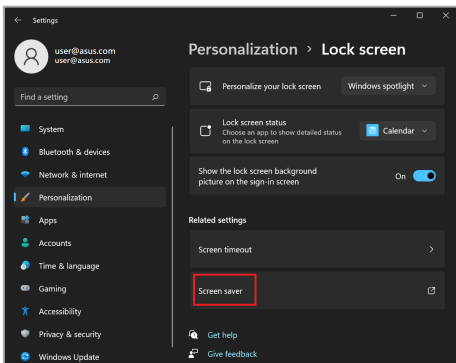 Settings
user@asus.com
user@asus.com
Find a setting
System
Bluetooth & devices
Network & internet
Personalization
Apps
Accounts
Time & language
Gaming
Accessibility
Privacy & security
Windows Update
Personalization > Lock screen
Personalize your lock screen
Windows spotlight
Lock screen status
Choose an app to show detailed status
on the lock screen
Calendar
Show the lock screen background
picture on the sign-in screen
On
Related settings
Screen timeout
Screen saver
Get help
Give feedback